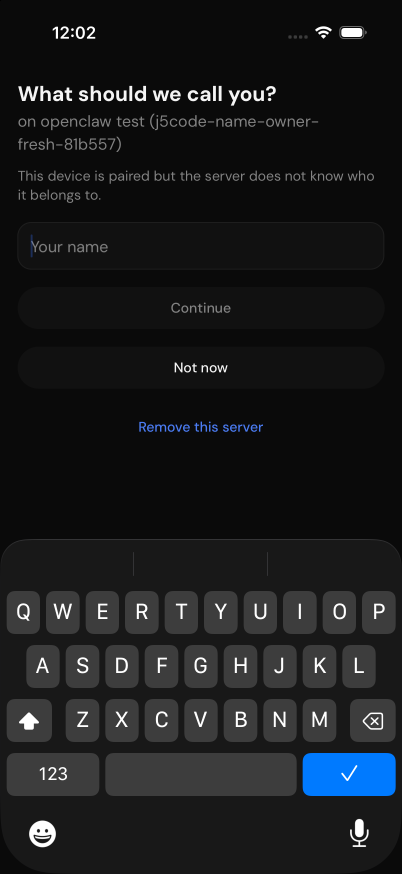 12:02
What should we call you?
on openclaw test (j5code-name-owner-
fresh-81b557)
This device is paired but the server does not know who
it belongs to.
Your name
Continue
Not now
Remove this server
Q W E R T Y U I O P
A S D F G H J K L
Z X C V B N M
123